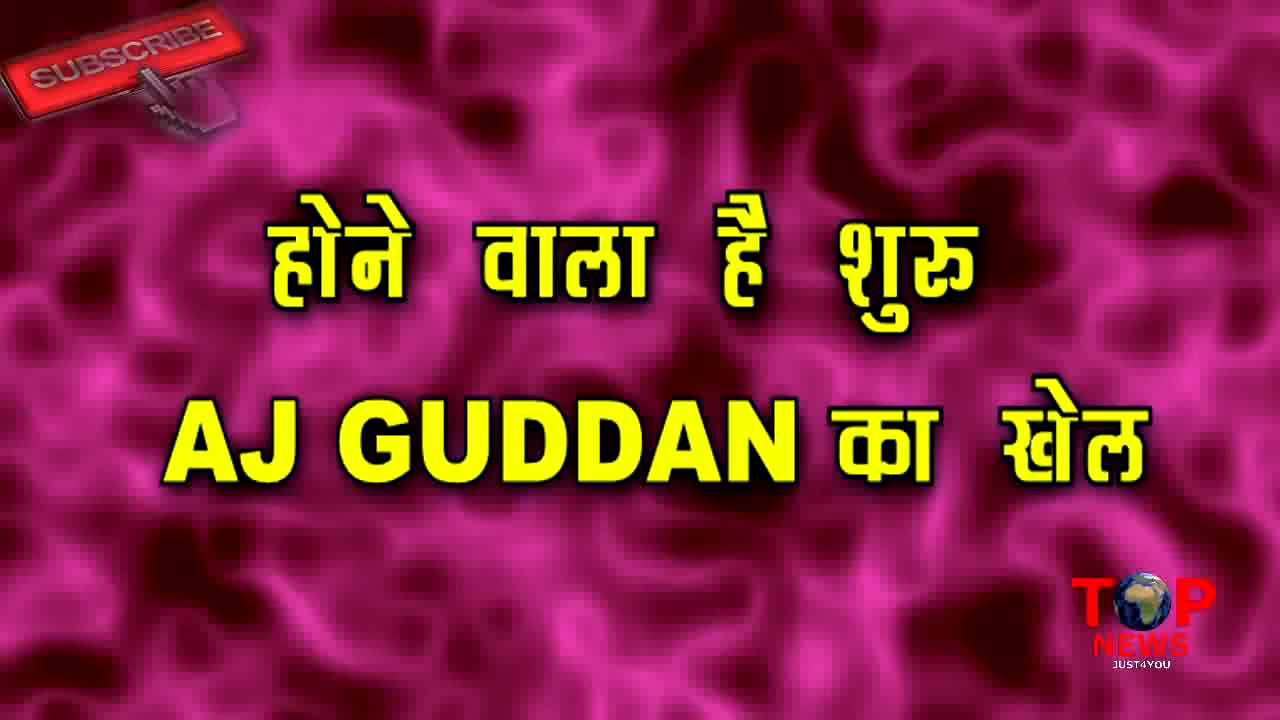 SUBSCRIBE
होने वाला है शुरु
AJ GUDDAN का खेल
TOP
NEWS
JUST4YOU